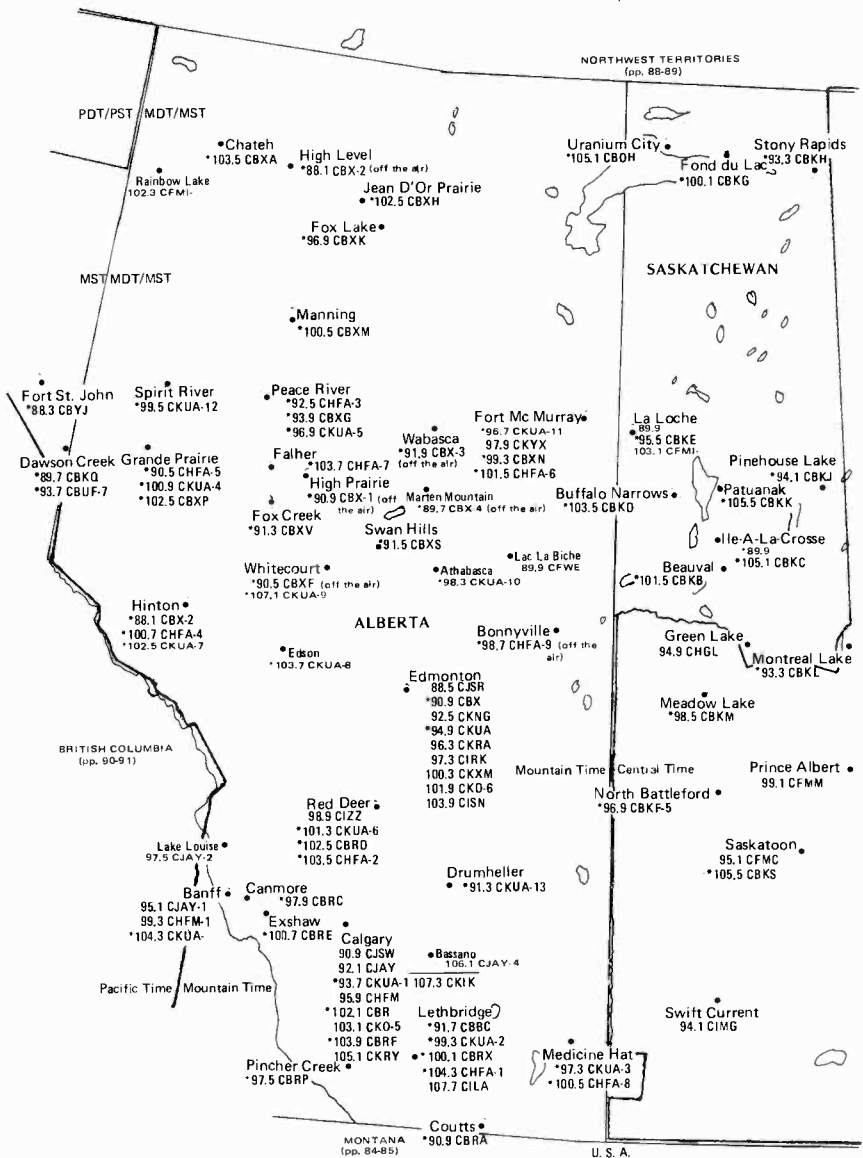 NORTHWEST TERRITORIES
(pp. 88-89)
PDT/PST MDT/MST
Chateh
*103.5 CBXA
High Level
*88.1 CBX-2 (off the air)
Rainbow Lake
102.3 CFMI-
Jean D'Or Prairie
*102.5 CBXH
Fox Lake
*96.9 CBXK
Uranium City
*105.1 CBOH
Fond du Lac
*100.1 CBKG
Stony Rapids
*93.3 CBKH
SASKATCHEWAN
MST MDT/MST
Manning
*100.5 CBXM
Fort St. John
*88.3 CBYJ
Spirit River
*99.5 CKUA-12
Peace River
*92.5 CHFA-3
*93.9 CBXG
*96.9 CKUA-5
Wabasca
*91.9 CBX-3
(off the air)
Fort Mc Murray
*96.7 CKUA-11
97.9 CKYX
*99.3 CBXN
*101.5 CHFA-6
La Loche
89.9
*95.5 CBKE
103.1 CFMI-
Dawson Creek
*89.7 CBKQ
*93.7 CBUF-7
Grande Prairie
*90.5 CHFA-5
*100.9 CKUA-4
*102.5 CBXP
Falher
*103.7 CHFA-7
High Prairie
*90.9 CBX-1 (off
the air)
Marten Mountain
*89.7 CBX-4 (off the air)
Pinehouse Lake
*94.1 CBKJ
Buffalo Narrows
*103.5 CBKD
Patuanak
*105.5 CBKK
Fox Creek
*91.3 CBXV
Swan Hills
*91.5 CBXS
Ile-A-La-Crosse
*89.9
*105.1 CBKC
Whitecourt
*90.5 CBXF (off the air)
*107.1 CKUA-9
Athabasca
*98.3 CKUA-10
Lac La Biche
89.9 CFWE
Beauval
*101.5 CBKB
Hinton
*88.1 CBX-2
*100.7 CHFA-4
*102.5 CKUA-7
ALBERTA
Bonnyville
*98.7 CHFA-9 (off the
air)
Green Lake
94.9 CHGL
Edson
*103.7 CKUA-8
Montreal Lake
*93.3 CBKL
Edmonton
88.5 CJSR
*90.9 CBX
92.5 CKNG
*94.9 CKUA
96.3 CKRA
97.3 CIRK
100.3 CKXM
101.9 CKO-6
103.9 CISN
Meadow Lake
*98.5 CBKM
BRITISH COLUMBIA
(pp. 90-91)
Mountain Time Central Time
Prince Albert
99.1 CFMM
North Battleford
*96.9 CBKF-5
Red Deer
98.9 CIZZ
*101.3 CKUA-6
*102.5 CBRD
*103.5 CHFA-2
Lake Louise
97.5 CJAY-2
Saskatoon
95.1 CFMC
*105.5 CBKS
Drumheller
*91.3 CKUA-13
Banff
95.1 CJAY-1
99.3 CHFM-1
*104.3 CKUA-
Canmore
*97.9 CBRC
Exshaw
*100.7 CBRE
Calgary
90.9 CJSW
92.1 CJAY
*93.7 CKUA-1
95.9 CHFM
*102.1 CBR
103.1 CKO-5
*103.9 CBRF
105.1 CKRY
Bassano
106.1 CJAY-4
107.3 CKIK
Pacific Time Mountain Time
Swift Current
94.1 CIMG
Lethbridge
*91.7 CBBC
*99.3 CKUA-2
*100.1 CBRX
*104.3 CHFA-1
107.7 CILA
Medicine Hat
*97.3 CKUA-3
*100.5 CHFA-8
Pincher Creek
*97.5 CBRP
Coutts
*90.9 CBRA
MONTANA
(pp. 84-85)
U. S. A.